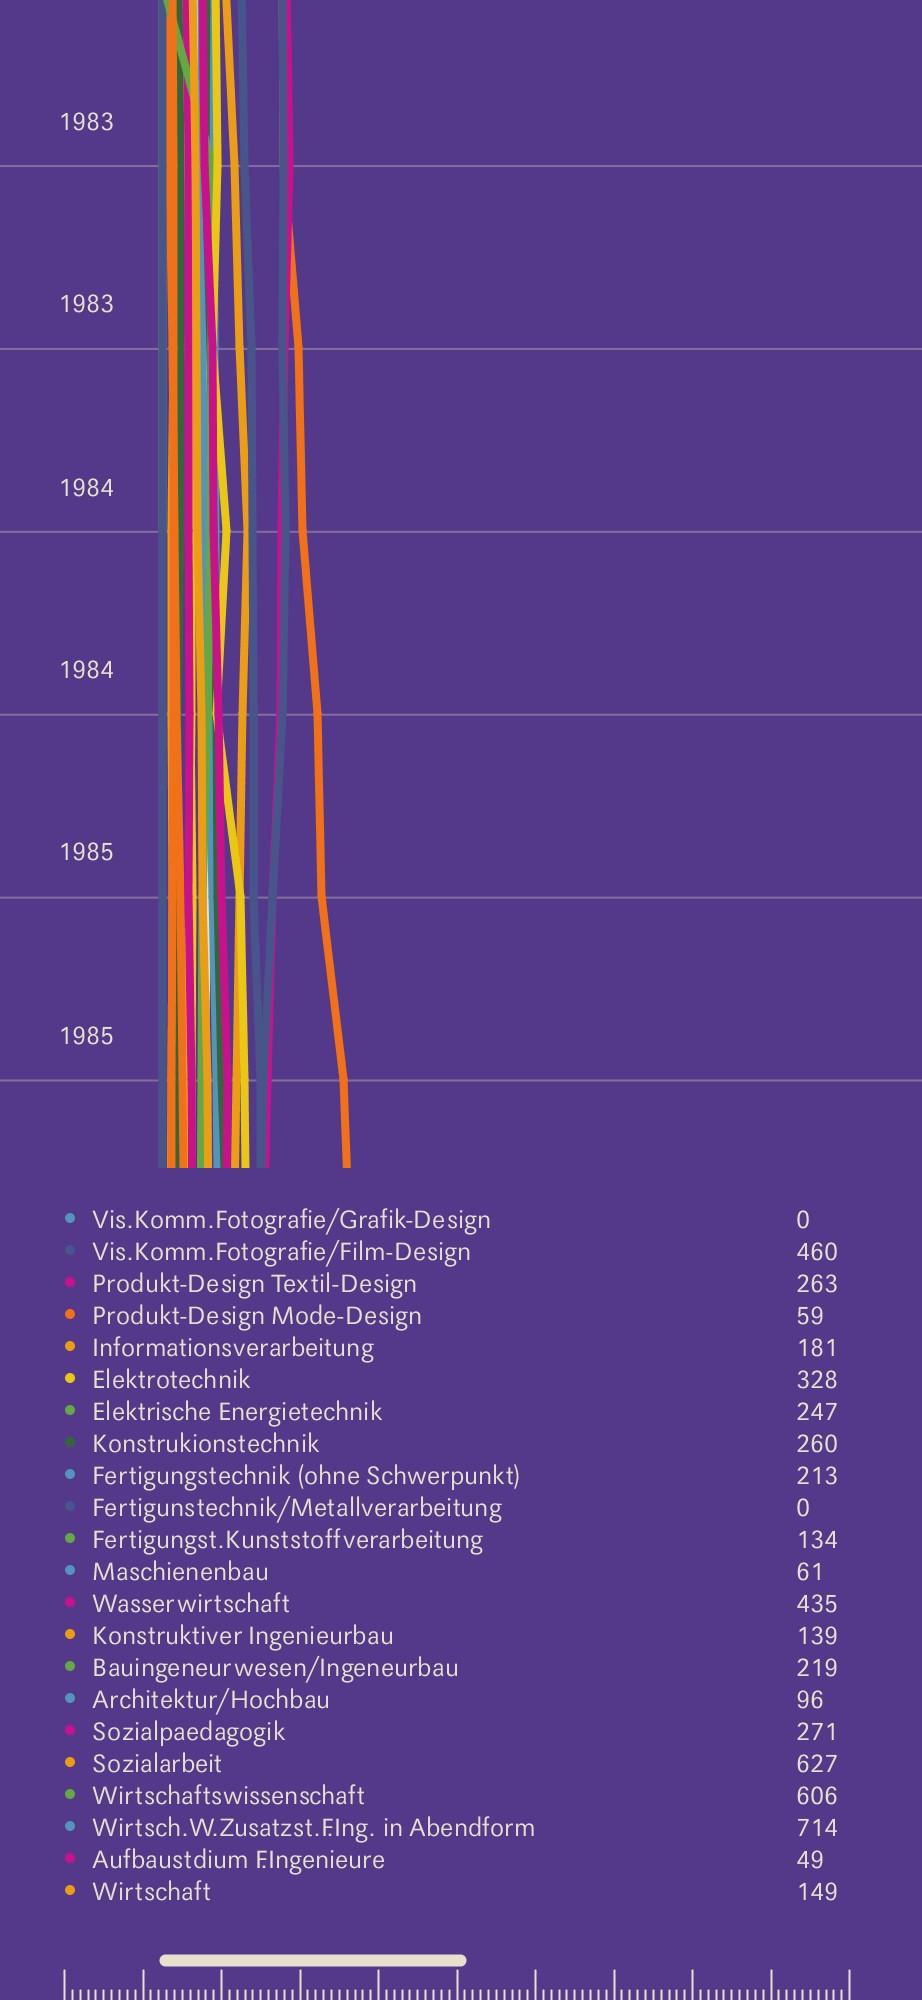 1983
1983
1984
1984
1985
1985
Vis.Komm.Fotografie/Grafik-Design 0
Vis.Komm.Fotografie/Film-Design 460
Produkt-Design Textil-Design 263
Produkt-Design Mode-Design 59
Informationsverarbeitung 181
Elektrotechnik 328
Elektrische Energietechnik 247
Konstrukionstechnik 260
Fertigungstechnik (ohne Schwerpunkt) 213
Fertigunstechnik/Metallverarbeitung 0
Fertigungst.Kunststoffverarbeitung 134
Maschienenbau 61
Wasserwirtschaft 435
Konstruktiver Ingenieurbau 139
Bauingeneurwesen/Ingeneurbau 219
Architektur/Hochbau 96
Sozialpaedagogik 271
Sozialarbeit 627
Wirtschaftswissenschaft 606
Wirtsch.W.Zusatzst.F.Ing. in Abendform 714
Aufbaustdium F.Ingenieure 49
Wirtschaft 149